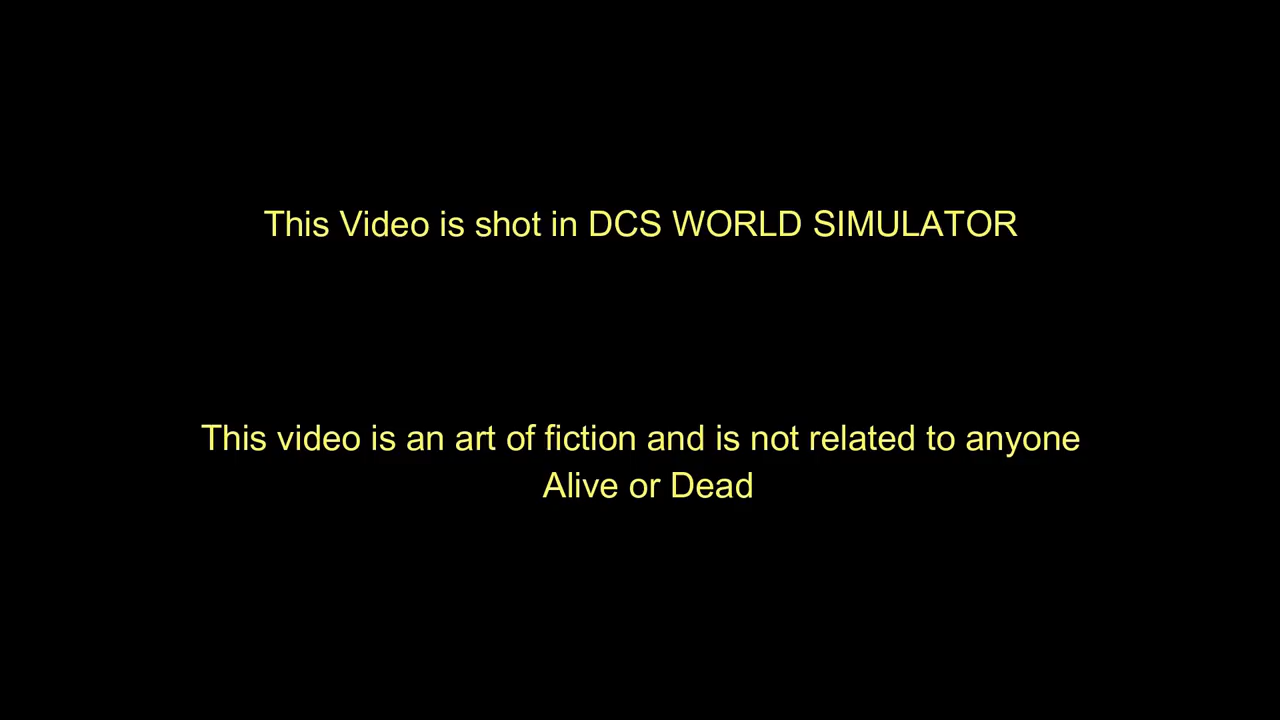 This Video is shot in DCS WORLD SIMULATOR
This video is an art of fiction and is not related to anyone
Alive or Dead